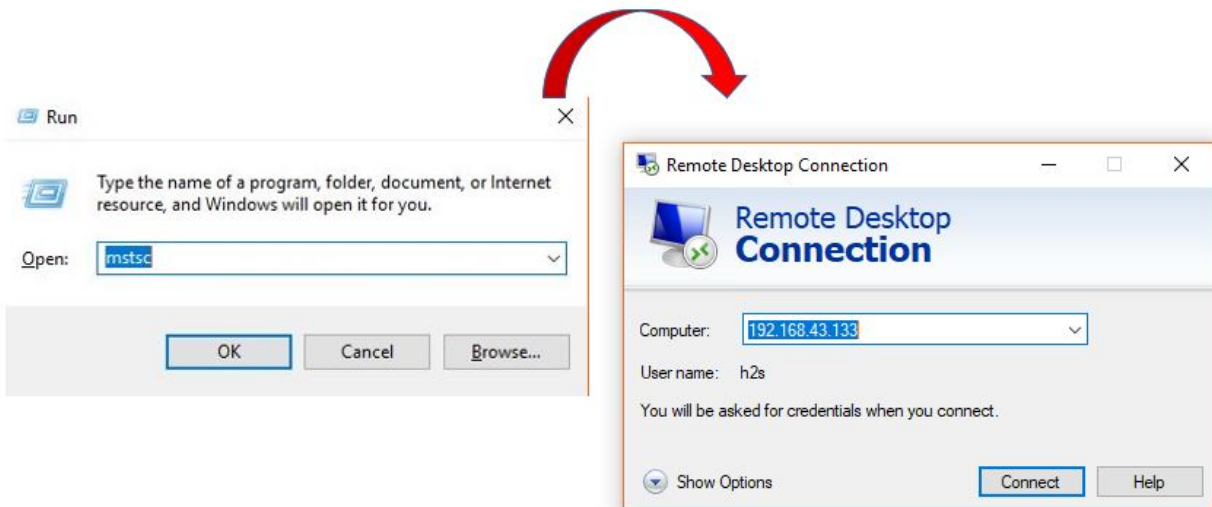 Run
Type the name of a program, folder, document, or Internet
resource, and Windows will open it for you.
Open:
mstsc
OK
Cancel
Browse...
Remote Desktop Connection
Remote Desktop
Connection
Computer:
192.168.43.133
User name:
h2s
You will be asked for credentials when you connect.
Show Options
Connect
Help